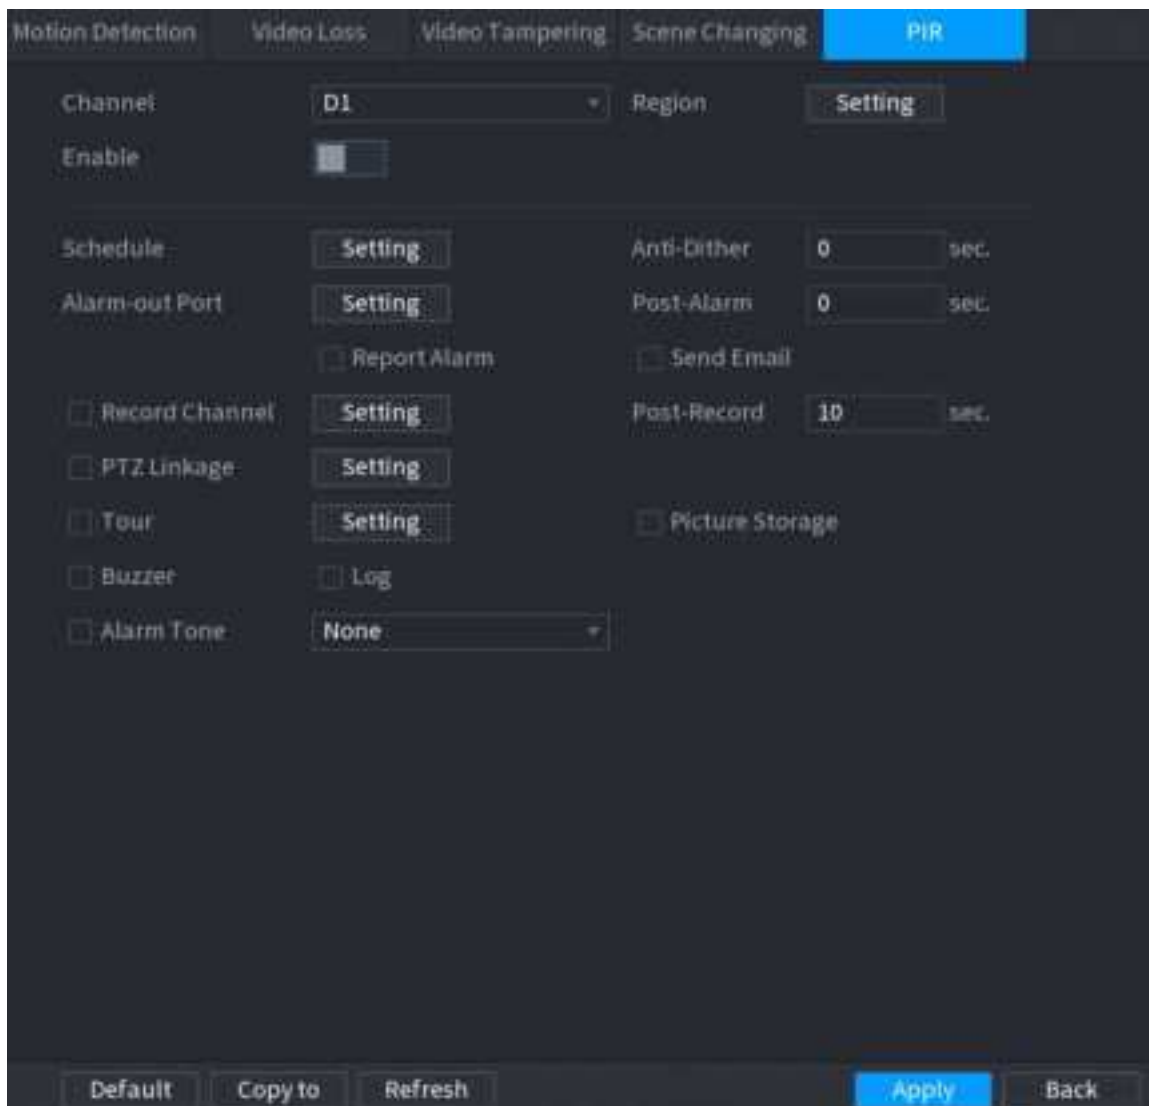 Motion Detection Video Loss Video Tampering Scene Changing PIR
Channel D1 Region Setting
Enable
Schedule Setting Anti-Dither 0 sec.
Alarm-out Port Setting Post-Alarm 0 sec.
Report Alarm Send Email
Record Channel Setting Post-Record 10 sec.
PTZ Linkage Setting
Tour Setting Picture Storage
Buzzer Log
Alarm Tone None
Default Copy to Refresh Apply Back